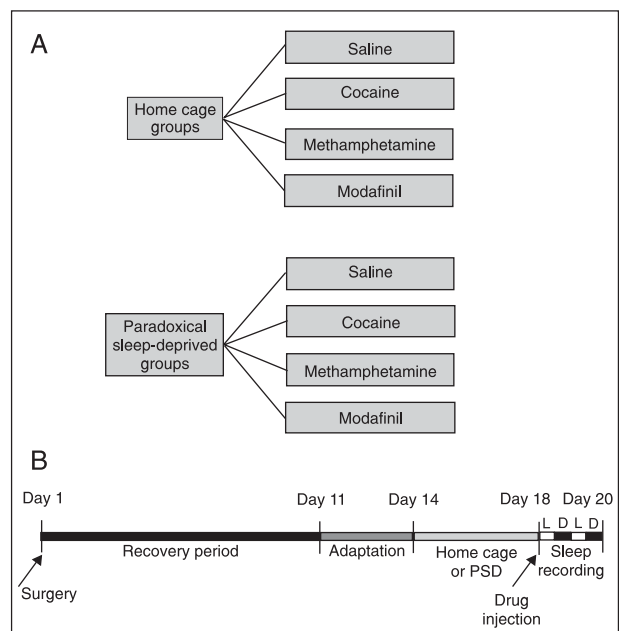 A
Saline
Cocaine
Home cage
groups
Methamphetamine
Modafinil
Saline
Cocaine
Paradoxical
sleep-deprived
groups
Methamphetamine
Modafinil
B
Day 1
Day 11
Day 14
Day 18
Day 20
L D L D
Recovery period
Adaptation
Home cage
or PSD
Sleep
recording
Surgery
Drug
injection